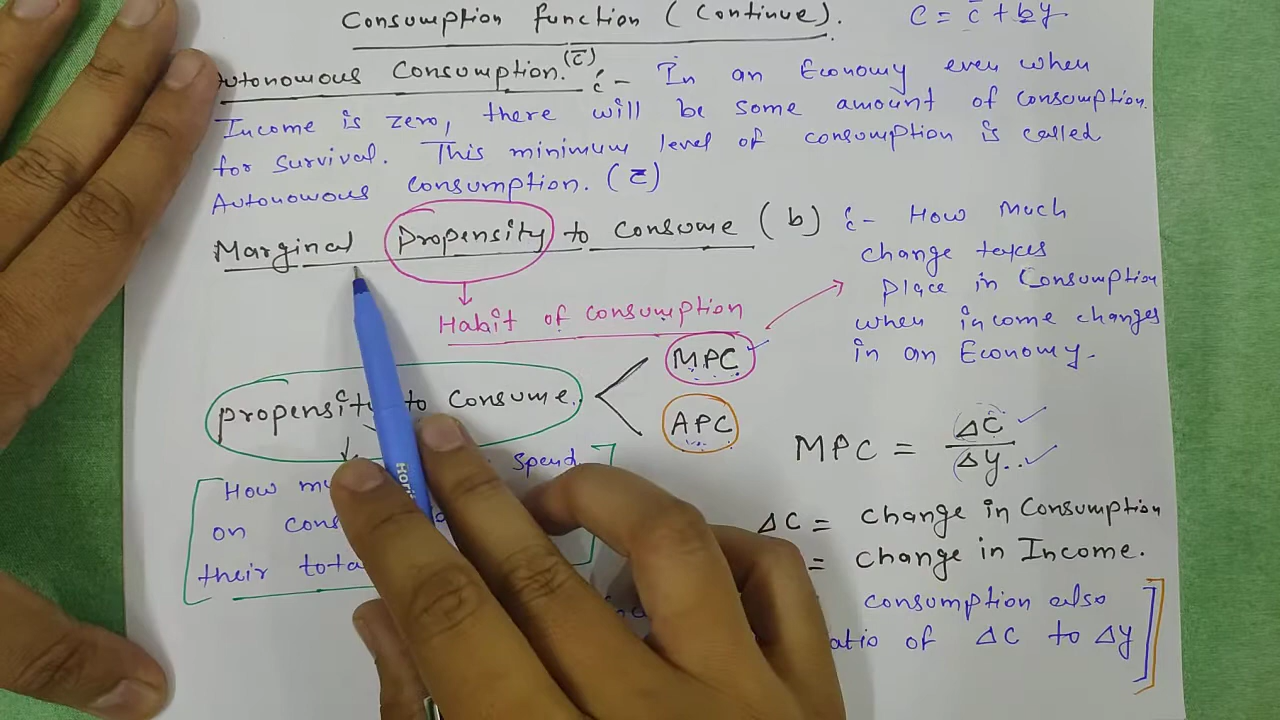 Consumption function (Continue).
C = c̄ + by
Autonomous Consumption. (c̄) :- In an Economy even when
Income is zero, there will be some amount of consumption.
for survival. This minimum level of consumption is called
Autonomous consumption. (c̄)
Marginal Propensity to consume (b) :- How Much
change takes
place in Consumption
when income changes
in an Economy.
Habit of consumption
MPC
propensity to consume.
APC
MPC = ΔC / Δy
How spend
on
their
ΔC = change in Consumption
= change in Income.
consumption also
of ΔC to Δy
Hori